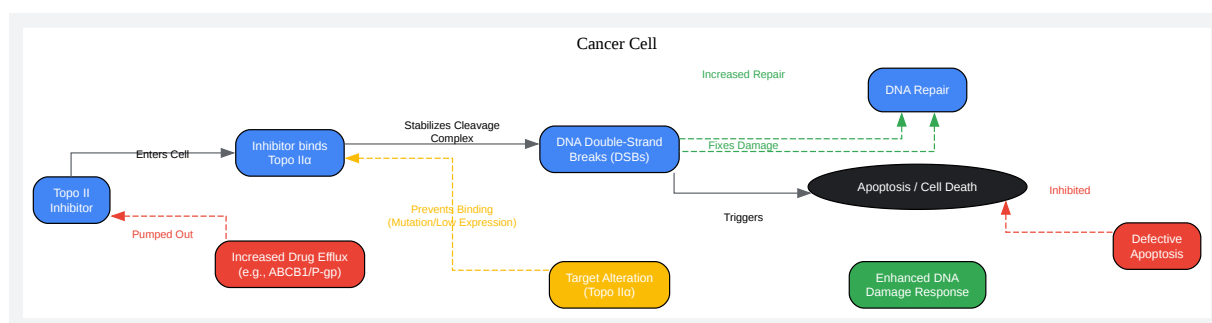 Cancer Cell
Increased Repair
DNA Repair
Stabilizes Cleavage
Complex
Enters Cell
Inhibitor binds
Topo IIα
DNA Double-Strand
Breaks (DSBs)
Fixes Damage
Topo II
Inhibitor
Apoptosis / Cell Death
Inhibited
Prevents Binding
(Mutation/Low Expression)
Triggers
Pumped Out
Increased Drug Efflux
(e.g., ABCB1/P-gp)
Defective
Apoptosis
Target Alteration
(Topo IIα)
Enhanced DNA
Damage Response